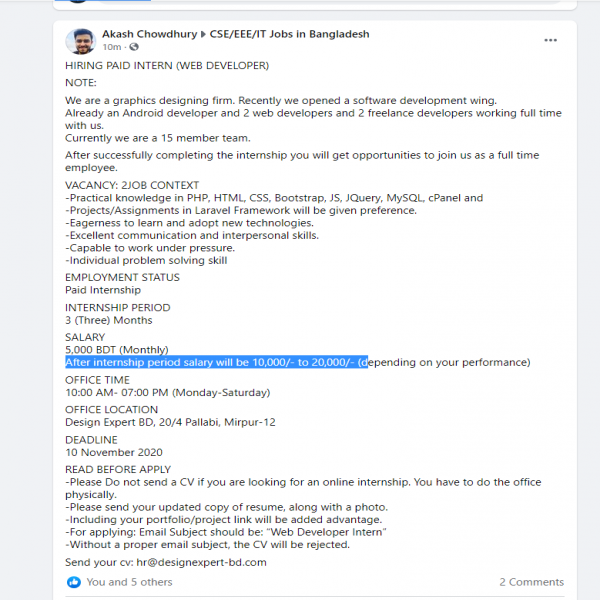 Akash Chowdhury ▸ CSE/EEE/IT Jobs in Bangladesh
10m ·
HIRING PAID INTERN (WEB DEVELOPER)
NOTE:
We are a graphics designing firm. Recently we opened a software development wing.
Already an Android developer and 2 web developers and 2 freelance developers working full time
with us.
Currently we are a 15 member team.
After successfully completing the internship you will get opportunities to join us as a full time
employee.
VACANCY: 2JOB CONTEXT
-Practical knowledge in PHP, HTML, CSS, Bootstrap, JS, JQuery, MySQL, cPanel and
-Projects/Assignments in Laravel Framework will be given preference.
-Eagerness to learn and adopt new technologies.
-Excellent communication and interpersonal skills.
-Capable to work under pressure.
-Individual problem solving skill
EMPLOYMENT STATUS
Paid Internship
INTERNSHIP PERIOD
3 (Three) Months
SALARY
5,000 BDT (Monthly)
After internship period salary will be 10,000/- to 20,000/- (depending on your performance)
OFFICE TIME
10:00 AM- 07:00 PM (Monday-Saturday)
OFFICE LOCATION
Design Expert BD, 20/4 Pallabi, Mirpur-12
DEADLINE
10 November 2020
READ BEFORE APPLY
-Please Do not send a CV if you are looking for an online internship. You have to do the office
physically.
-Please send your updated copy of resume, along with a photo.
-Including your portfolio/project link will be added advantage.
-For applying: Email Subject should be: "Web Developer Intern"
-Without a proper email subject, the CV will be rejected.
Send your cv: hr@designexpert-bd.com
You and 5 others
2 Comments